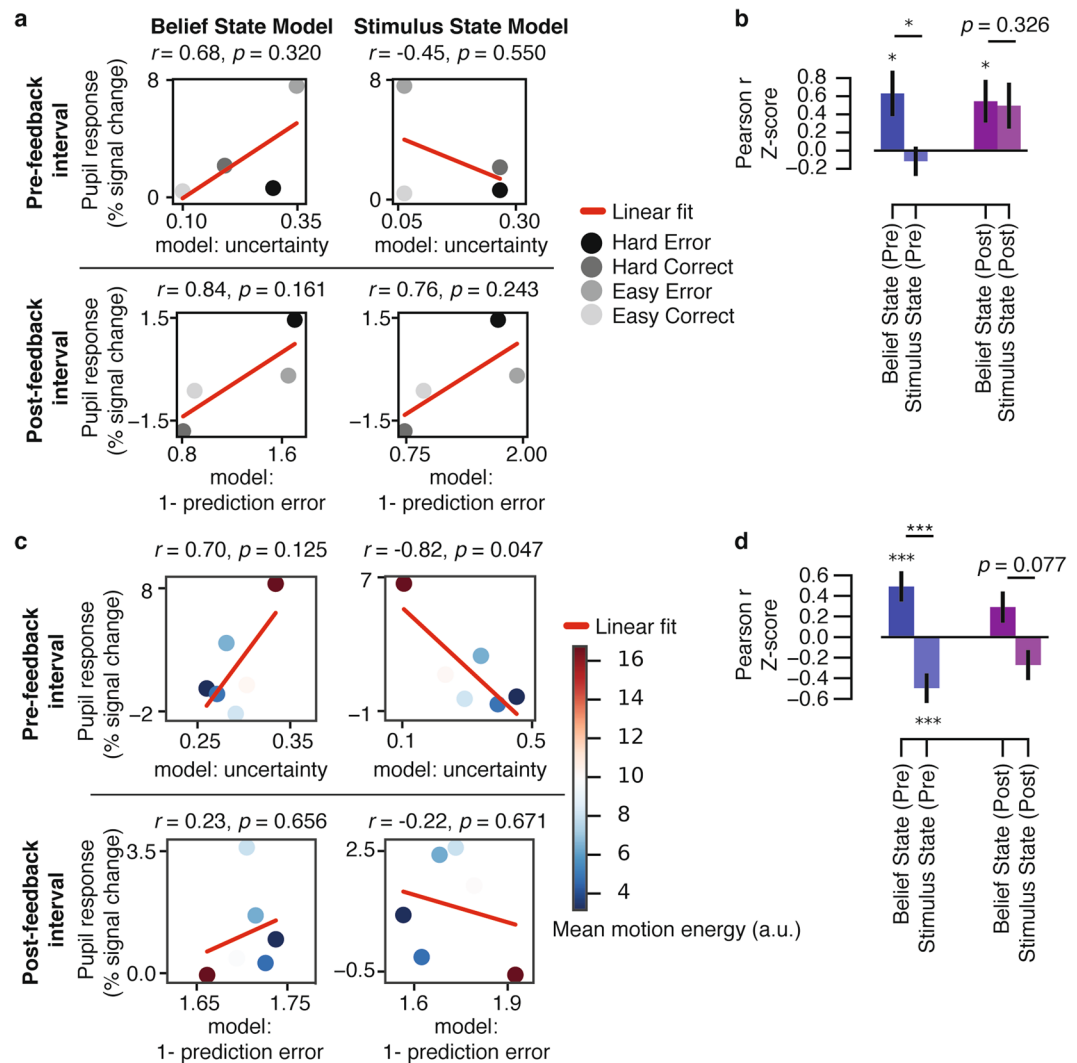 a
Belief State Model
Stimulus State Model
r = 0.68, p = 0.320
r = -0.45, p = 0.550
Pre-feedback
interval
Pupil response
(% signal change)
8
0
0.10
0.35
model: uncertainty
8
0
0.05
0.30
model: uncertainty
Linear fit
Hard Error
Hard Correct
Easy Error
Easy Correct
r = 0.84, p = 0.161
r = 0.76, p = 0.243
Post-feedback
interval
Pupil response
(% signal change)
1.5
−1.5
0.8
1.6
model:
1- prediction error
1.5
−1.5
0.75
2.00
model:
1- prediction error
b
*
p = 0.326
*
*
Pearson r
Z-score
0.8
0.6
0.4
0.2
0.0
−0.2
Belief State (Pre)
Stimulus State (Pre)
Belief State (Post)
Stimulus State (Post)
c
r = 0.70, p = 0.125
r = -0.82, p = 0.047
Pre-feedback
interval
Pupil response
(% signal change)
8
−2
0.25
0.35
model: uncertainty
7
−1
0.1
0.5
model: uncertainty
Linear fit
16
14
12
10
8
6
4
Mean motion energy (a.u.)
r = 0.23, p = 0.656
r = -0.22, p = 0.671
Post-feedback
interval
Pupil response
(% signal change)
3.5
0.0
1.65
1.75
model:
1- prediction error
2.5
−0.5
1.6
1.9
model:
1- prediction error
d
***
***
p = 0.077
Pearson r
Z-score
0.6
0.4
0.2
0.0
−0.2
−0.4
−0.6
***
Belief State (Pre)
Stimulus State (Pre)
Belief State (Post)
Stimulus State (Post)